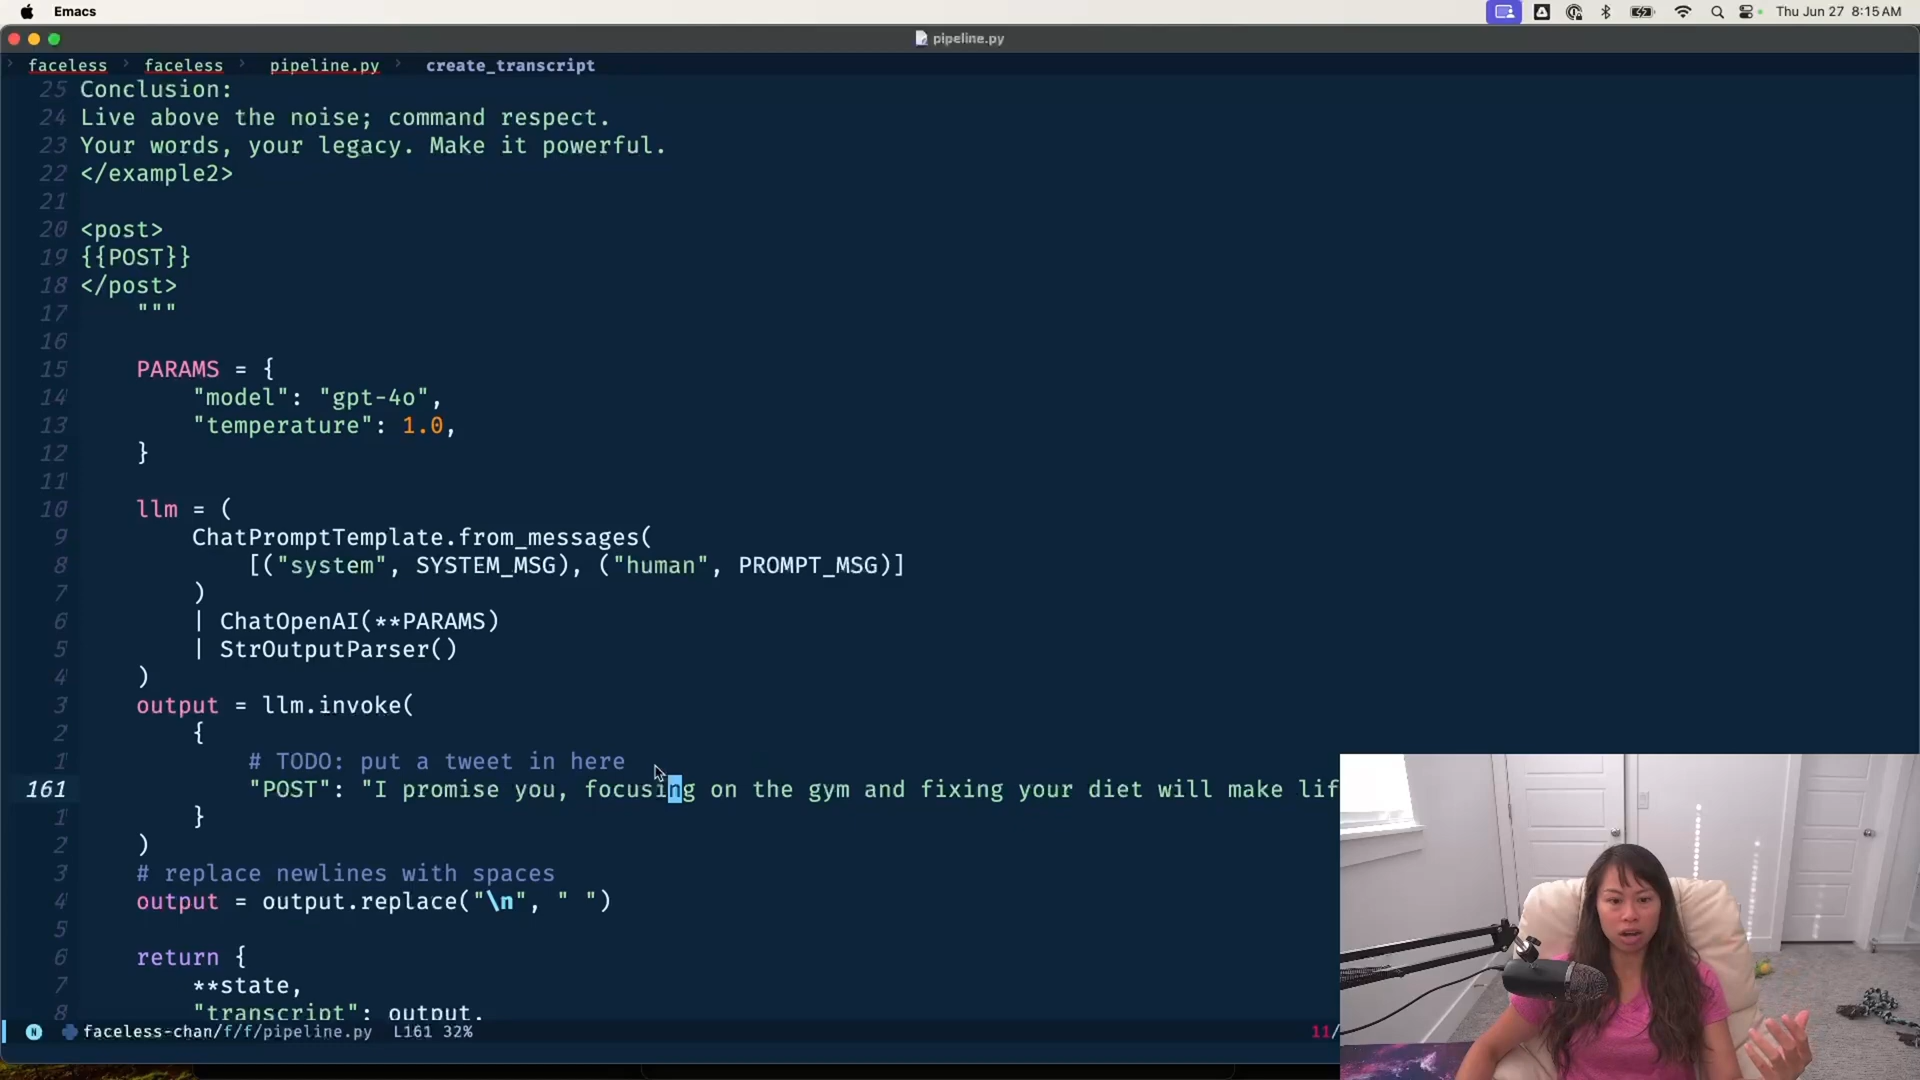 Emacs
Thu Jun 27 8:15 AM
pipeline.py
faceless › faceless › pipeline.py › create_transcript
25 Conclusion:
24 Live above the noise; command respect.
23 Your words, your legacy. Make it powerful.
22 </example2>
21
20 <post>
19 {{POST}}
18 </post>
17 """
16
15 PARAMS = {
14 "model": "gpt-4o",
13 "temperature": 1.0,
12 }
11
10 llm = (
9 ChatPromptTemplate.from_messages(
8 [("system", SYSTEM_MSG), ("human", PROMPT_MSG)]
7 )
6 | ChatOpenAI(**PARAMS)
5 | StrOutputParser()
4 )
3 output = llm.invoke(
2 {
1 # TODO: put a tweet in here
161 "POST": "I promise you, focusing on the gym and fixing your diet will make lif
1 }
2 )
3 # replace newlines with spaces
4 output = output.replace("\n", " ")
5
6 return {
7 **state,
8 "transcript": output,
N faceless-chan/f/f/pipeline.py L161 32% 11/